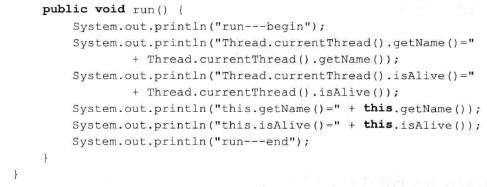 public void run() {
System.out.println("run---begin");
System.out.println("Thread.currentThread().getName()="
+ Thread.currentThread().getName());
System.out.println("Thread.currentThread().isAlive()="
+ Thread.currentThread().isAlive());
System.out.println("this.getName()=" + this.getName());
System.out.println("this.isAlive()=" + this.isAlive());
System.out.println("run---end");
}
}